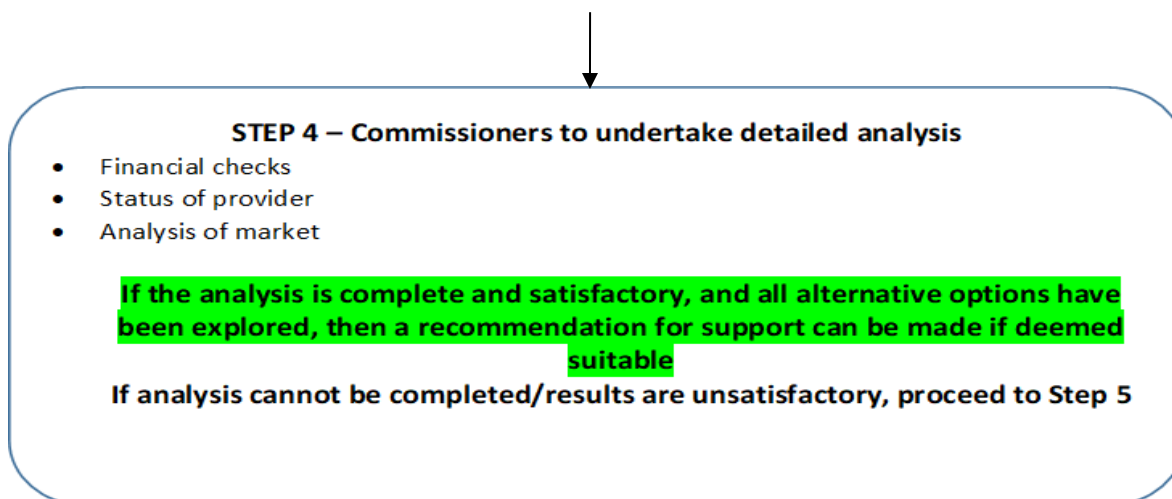 STEP 4 – Commissioners to undertake detailed analysis
• Financial checks
• Status of provider
• Analysis of market
If the analysis is complete and satisfactory, and all alternative options have
been explored, then a recommendation for support can be made if deemed
suitable
If analysis cannot be completed/results are unsatisfactory, proceed to Step 5